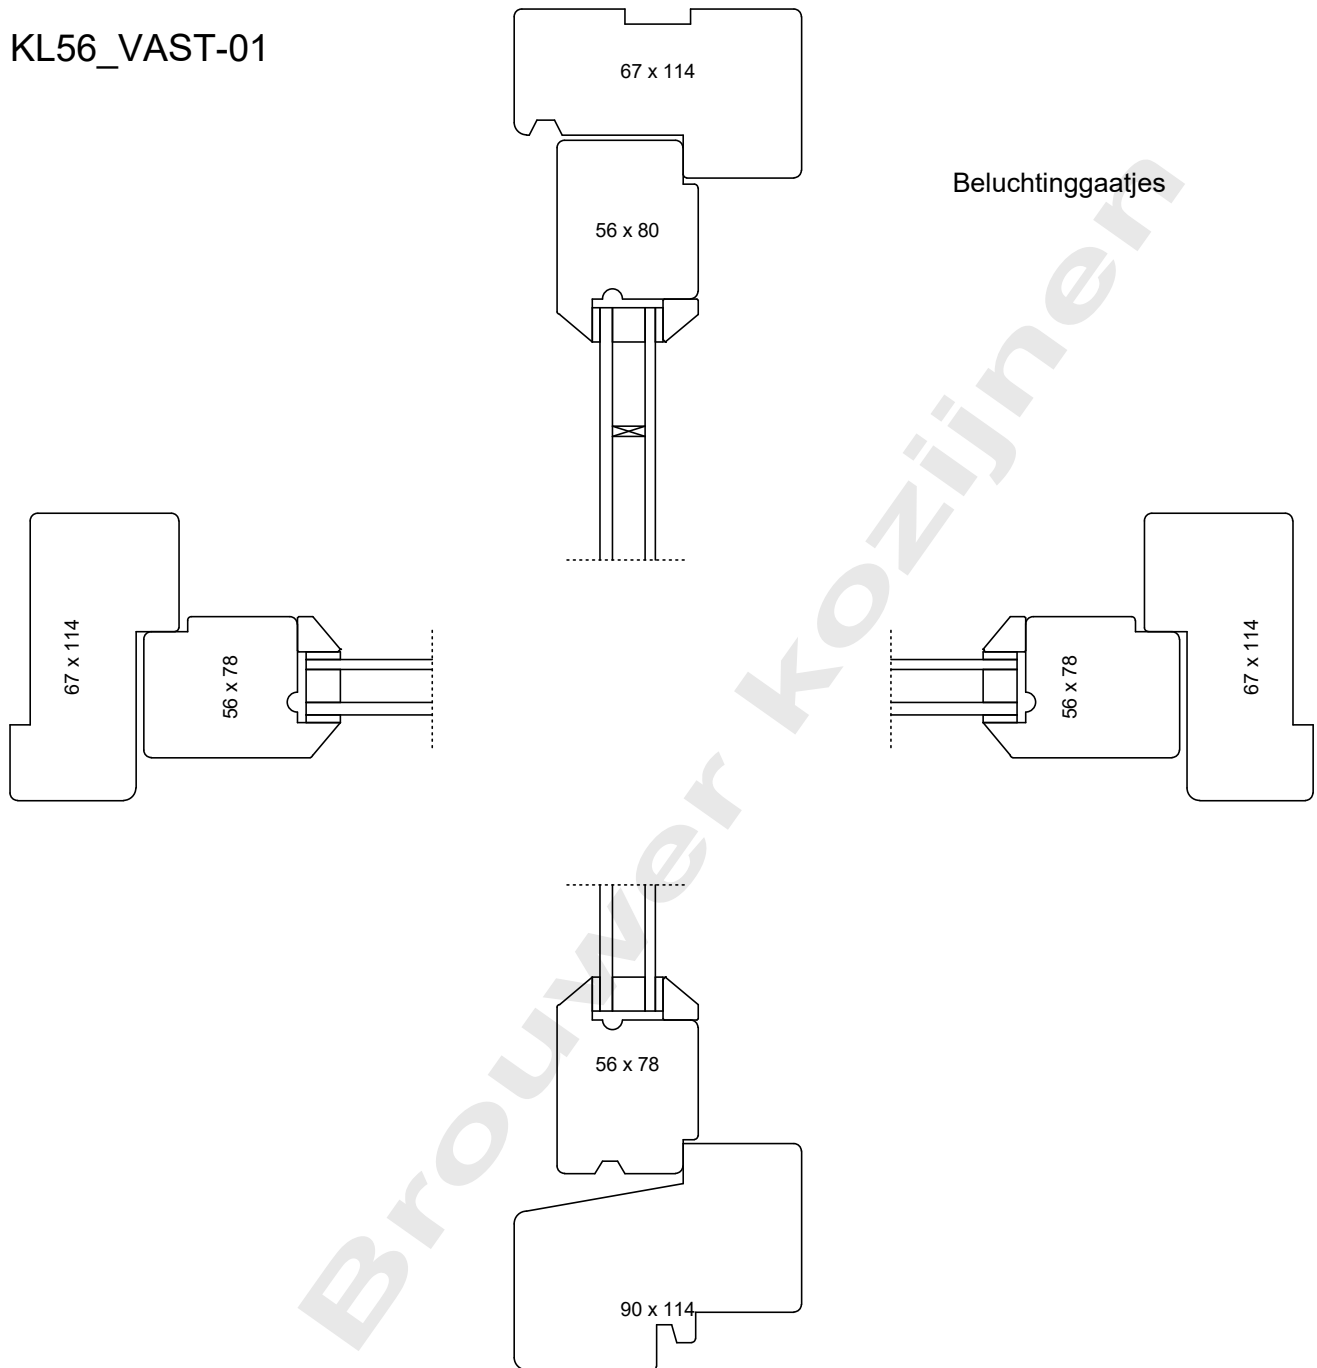 KL56_VAST-01
67 x 114
Beluchtinggaatjes
56 x 80
67 x 114
56 x 78
56 x 78
67 x 114
56 x 78
90 x 114
Brouwer kozijnen